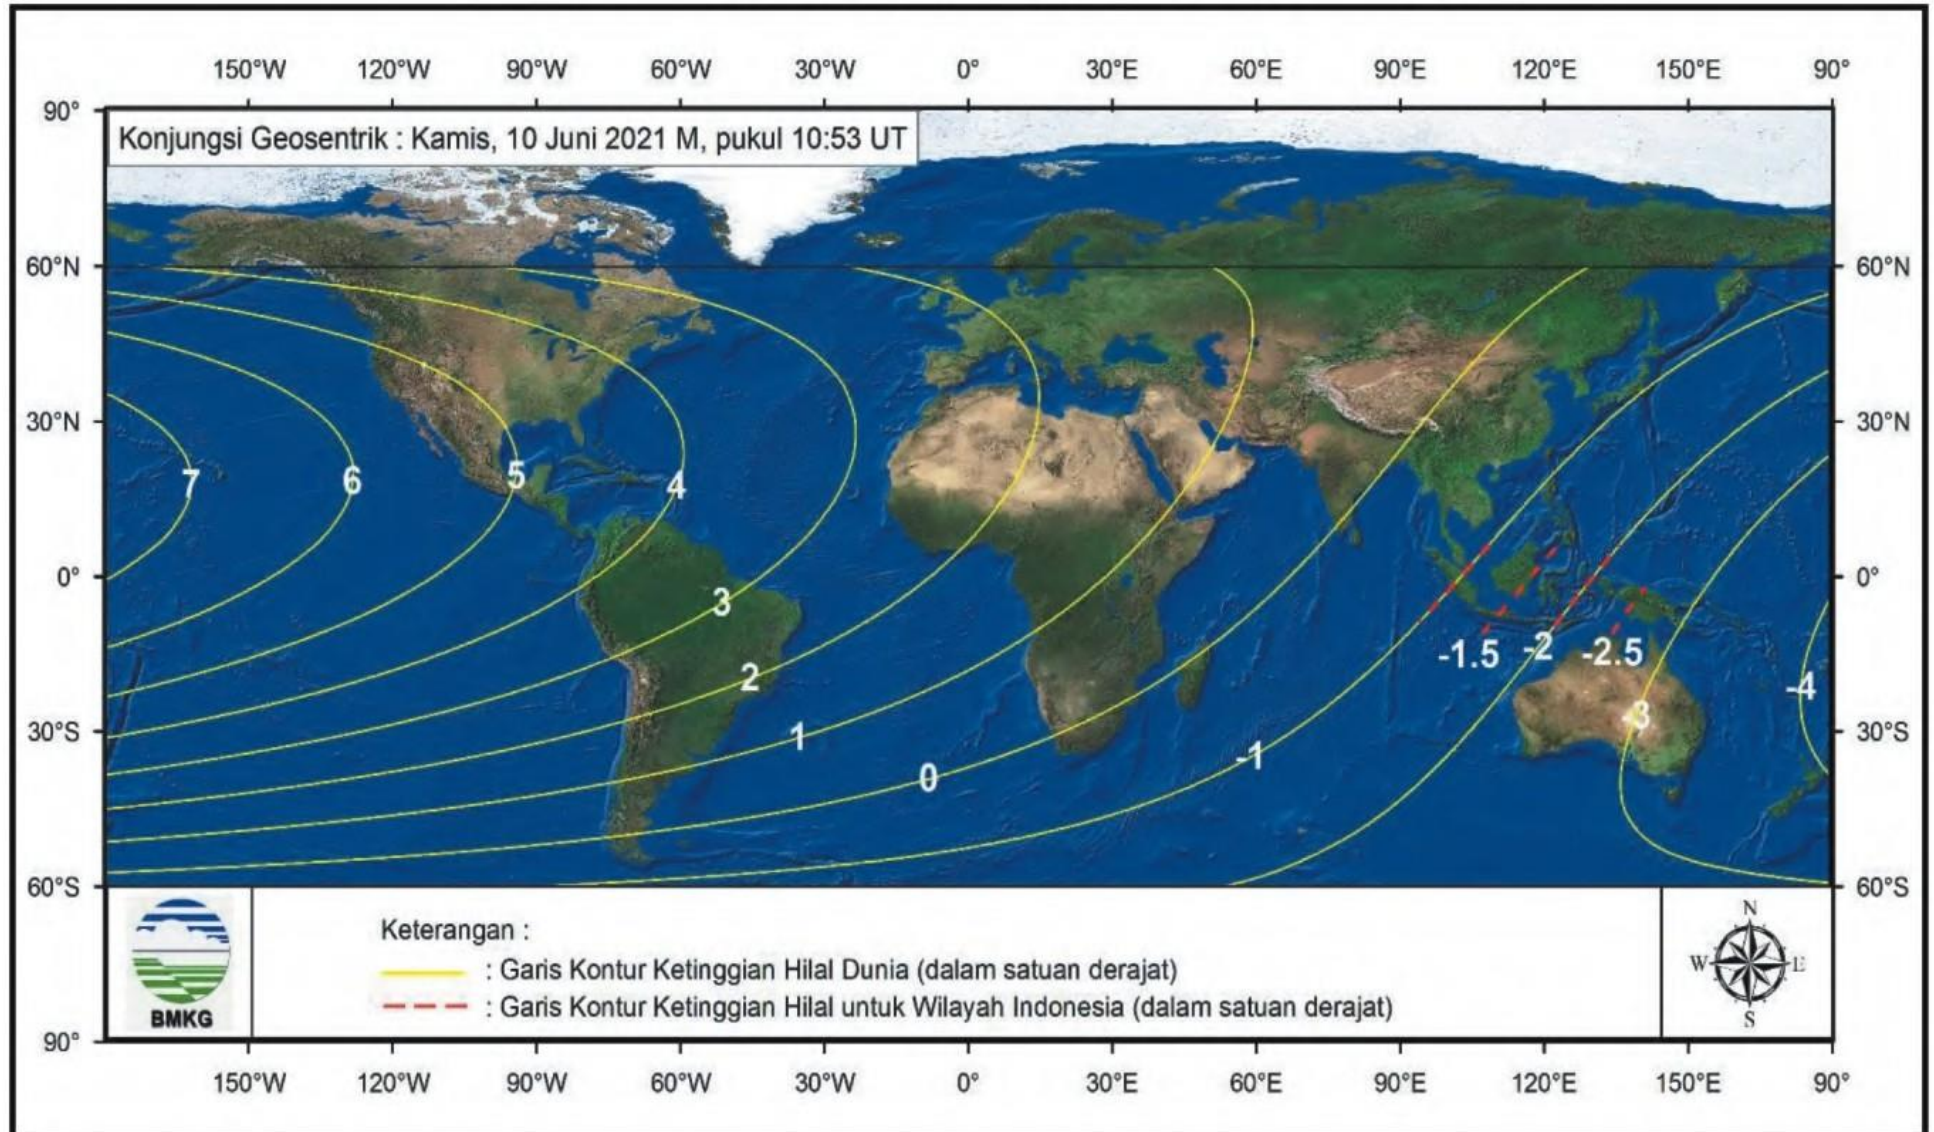 150°W 120°W 90°W 60°W 30°W 0° 30°E 60°E 90°E 120°E 150°E 90°
90°
Konjungsi Geosentrik : Kamis, 10 Juni 2021 M, pukul 10:53 UT
60°N 60°N
30°N 30°N
7 6 5 4
0° 0°
3
-1.5 -2 -2.5
2 -4
-3
30°S 1 30°S
0 -1
60°S 60°S
Keterangan :
: Garis Kontur Ketinggian Hilal Dunia (dalam satuan derajat)
: Garis Kontur Ketinggian Hilal untuk Wilayah Indonesia (dalam satuan derajat)
BMKG
N
W E
S
90°
150°W 120°W 90°W 60°W 30°W 0° 30°E 60°E 90°E 120°E 150°E 90°